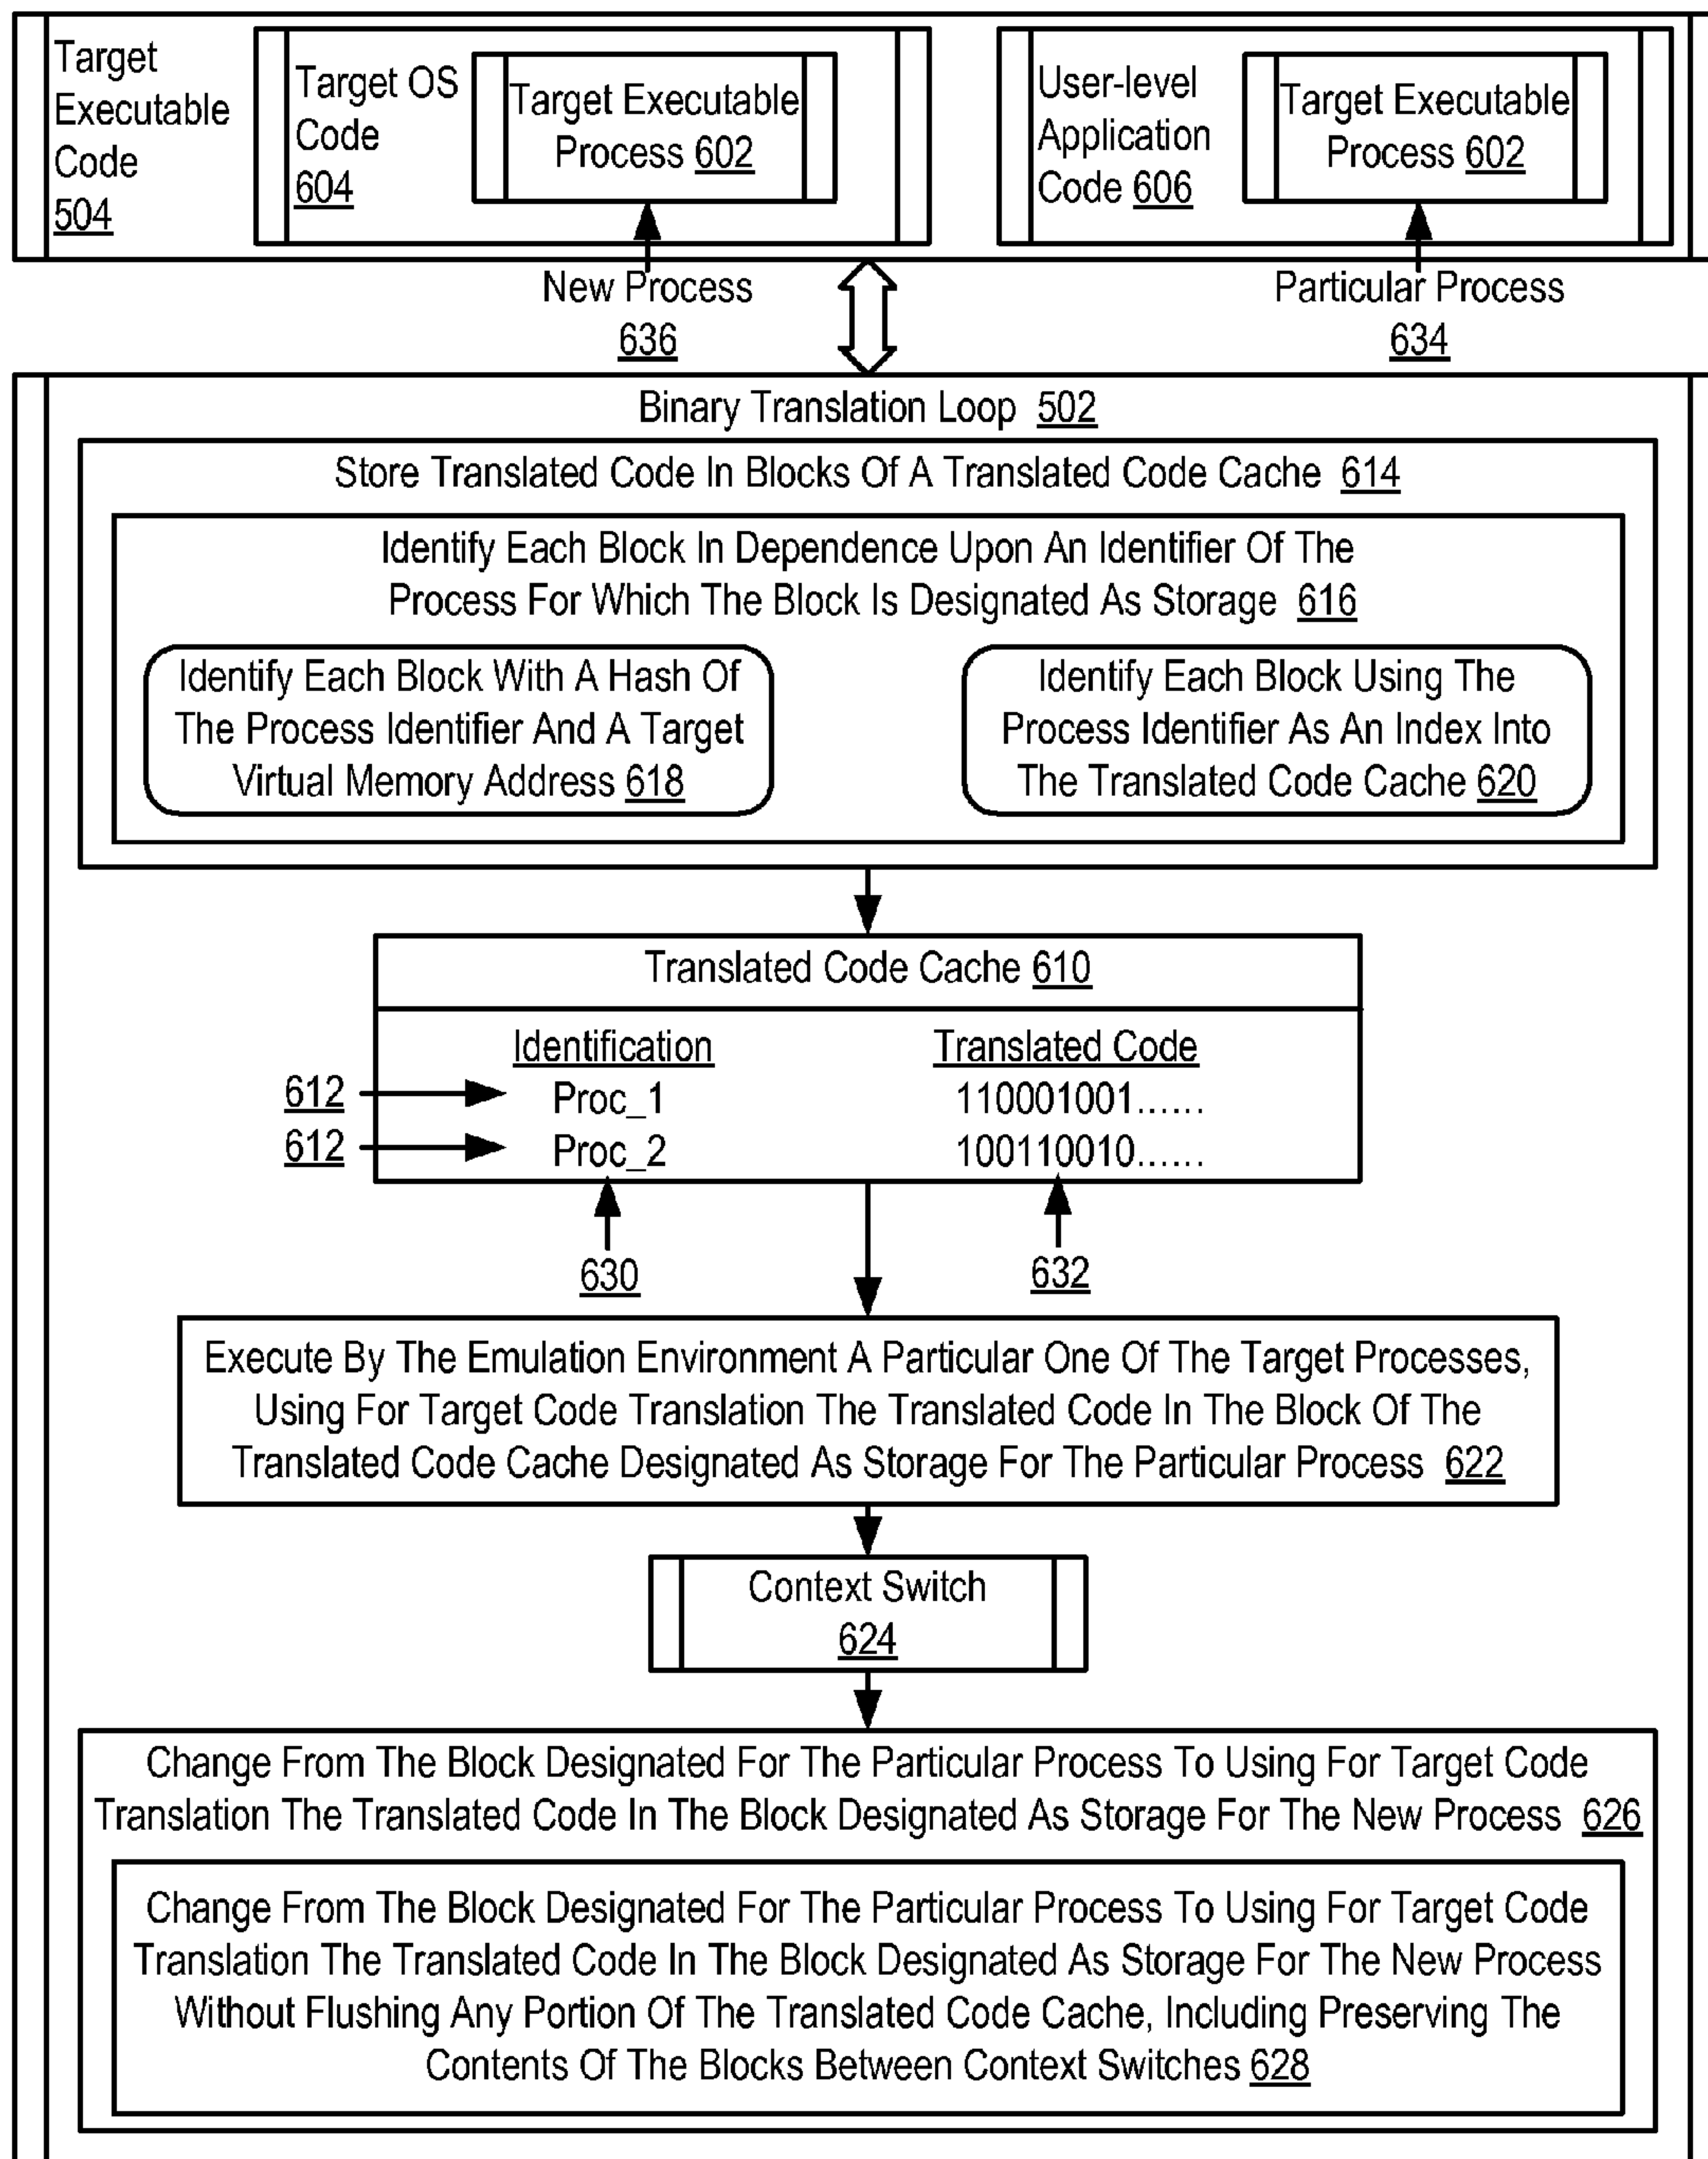 Target
Executable
Code
504
Target OS
Code
604
Target Executable
Process 602
User-level
Application
Code 606
Target Executable
Process 602
New Process
636
Particular Process
634
Binary Translation Loop 502
Store Translated Code In Blocks Of A Translated Code Cache 614
Identify Each Block In Dependence Upon An Identifier Of The
Process For Which The Block Is Designated As Storage 616
Identify Each Block With A Hash Of
The Process Identifier And A Target
Virtual Memory Address 618
Identify Each Block Using The
Process Identifier As An Index Into
The Translated Code Cache 620
Translated Code Cache 610
Identification Translated Code
612 Proc_1 110001001......
612 Proc_2 100110010......
630 632
Execute By The Emulation Environment A Particular One Of The Target Processes,
Using For Target Code Translation The Translated Code In The Block Of The
Translated Code Cache Designated As Storage For The Particular Process 622
Context Switch
624
Change From The Block Designated For The Particular Process To Using For Target Code
Translation The Translated Code In The Block Designated As Storage For The New Process 626
Change From The Block Designated For The Particular Process To Using For Target Code
Translation The Translated Code In The Block Designated As Storage For The New Process
Without Flushing Any Portion Of The Translated Code Cache, Including Preserving The
Contents Of The Blocks Between Context Switches 628